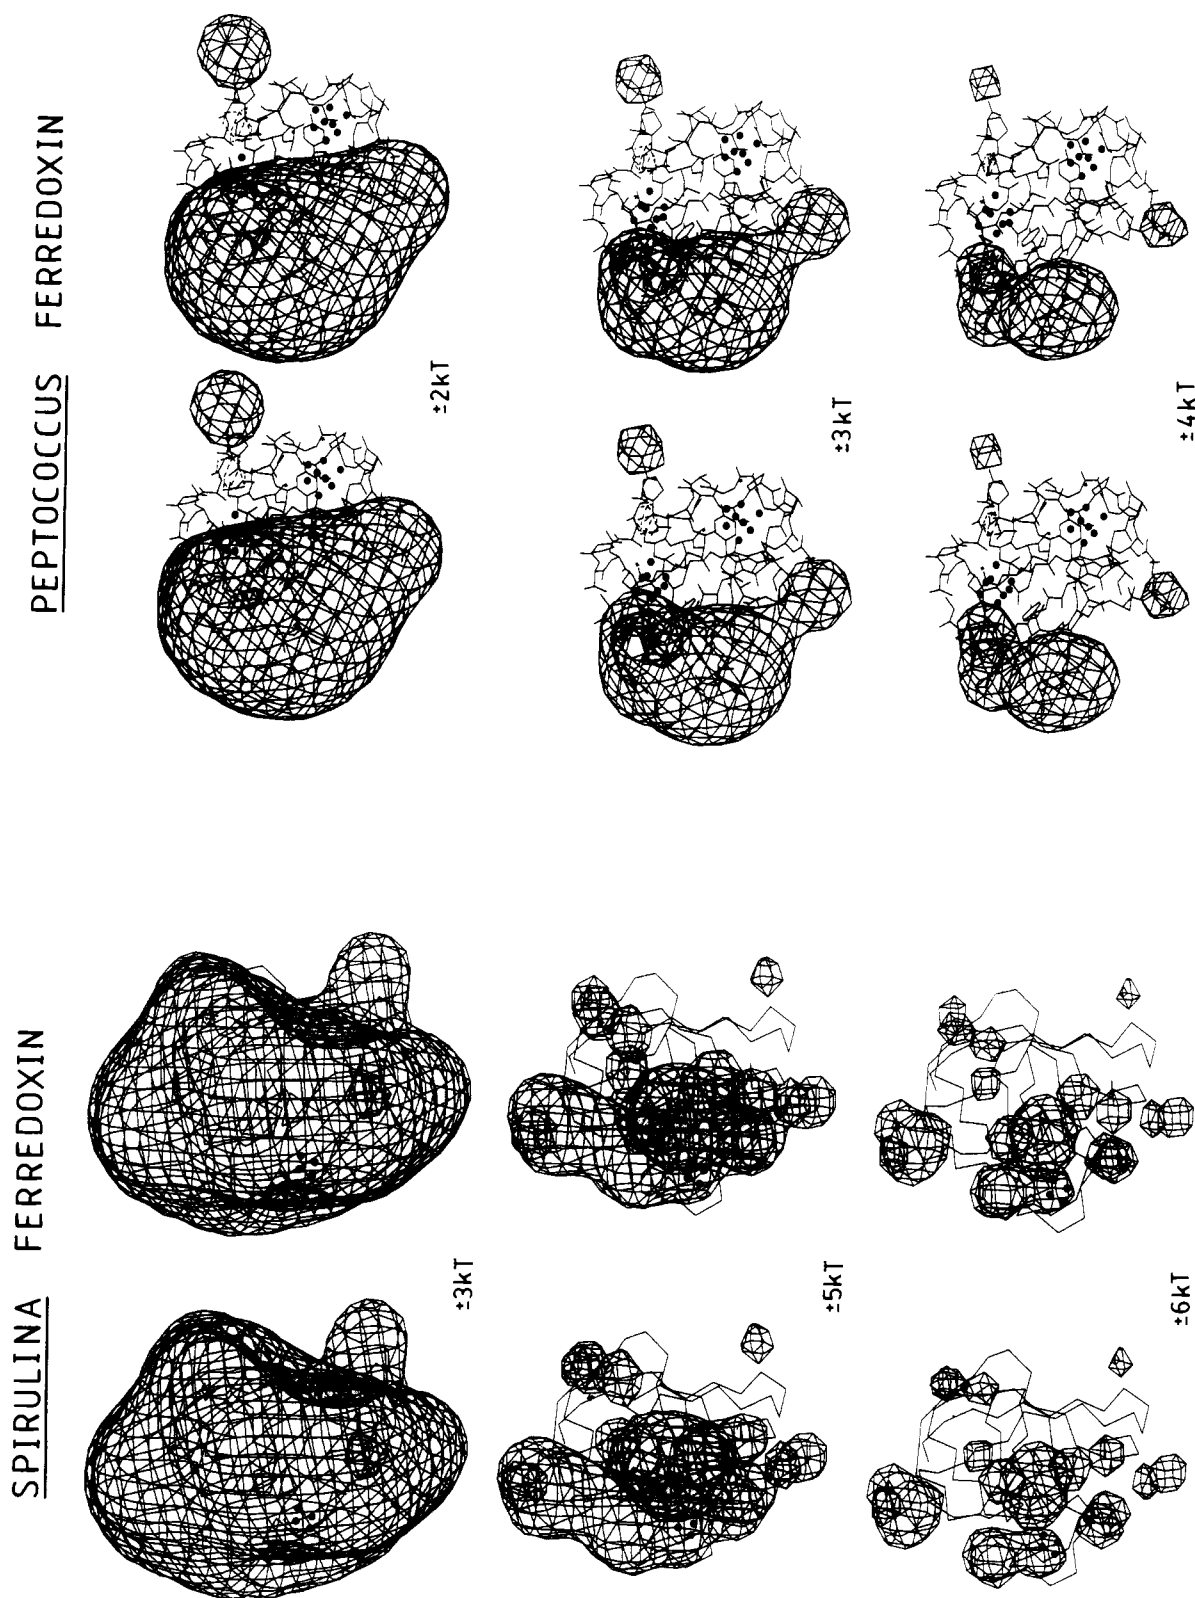 SPIRULINA FERREDOXIN
±3kT
±5kT
±6kT
PEPTOCOCCUS FERREDOXIN
±2kT
±3kT
±4kT